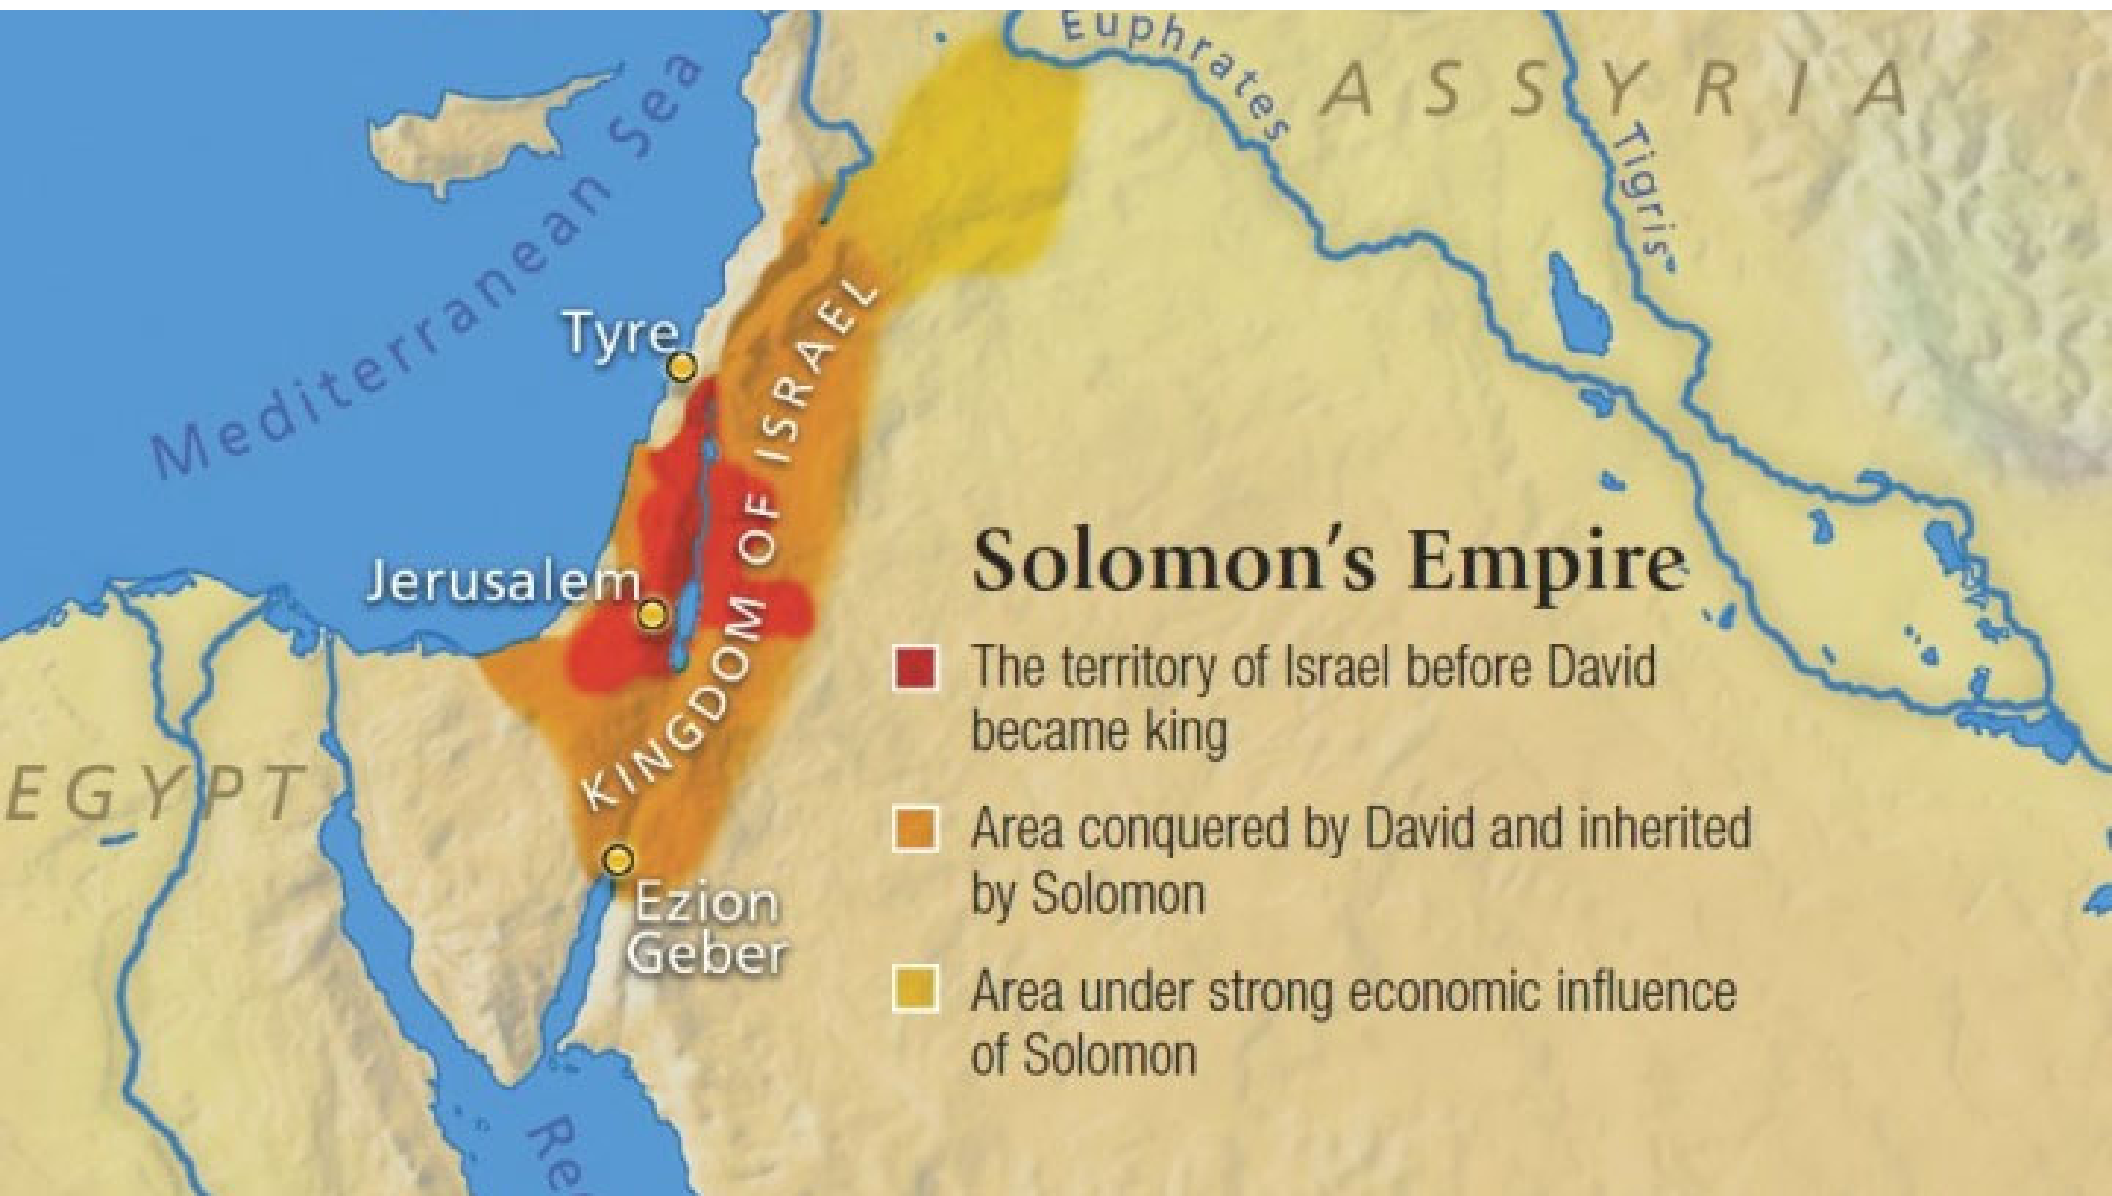 Euphrates
ASSYRIA
Mediterranean Sea
Tigris
Tyre
KINGDOM OF ISRAEL
Jerusalem
EGYPT
Ezion
Geber
Solomon's Empire
The territory of Israel before David
became king
Area conquered by David and inherited
by Solomon
Area under strong economic influence
of Solomon